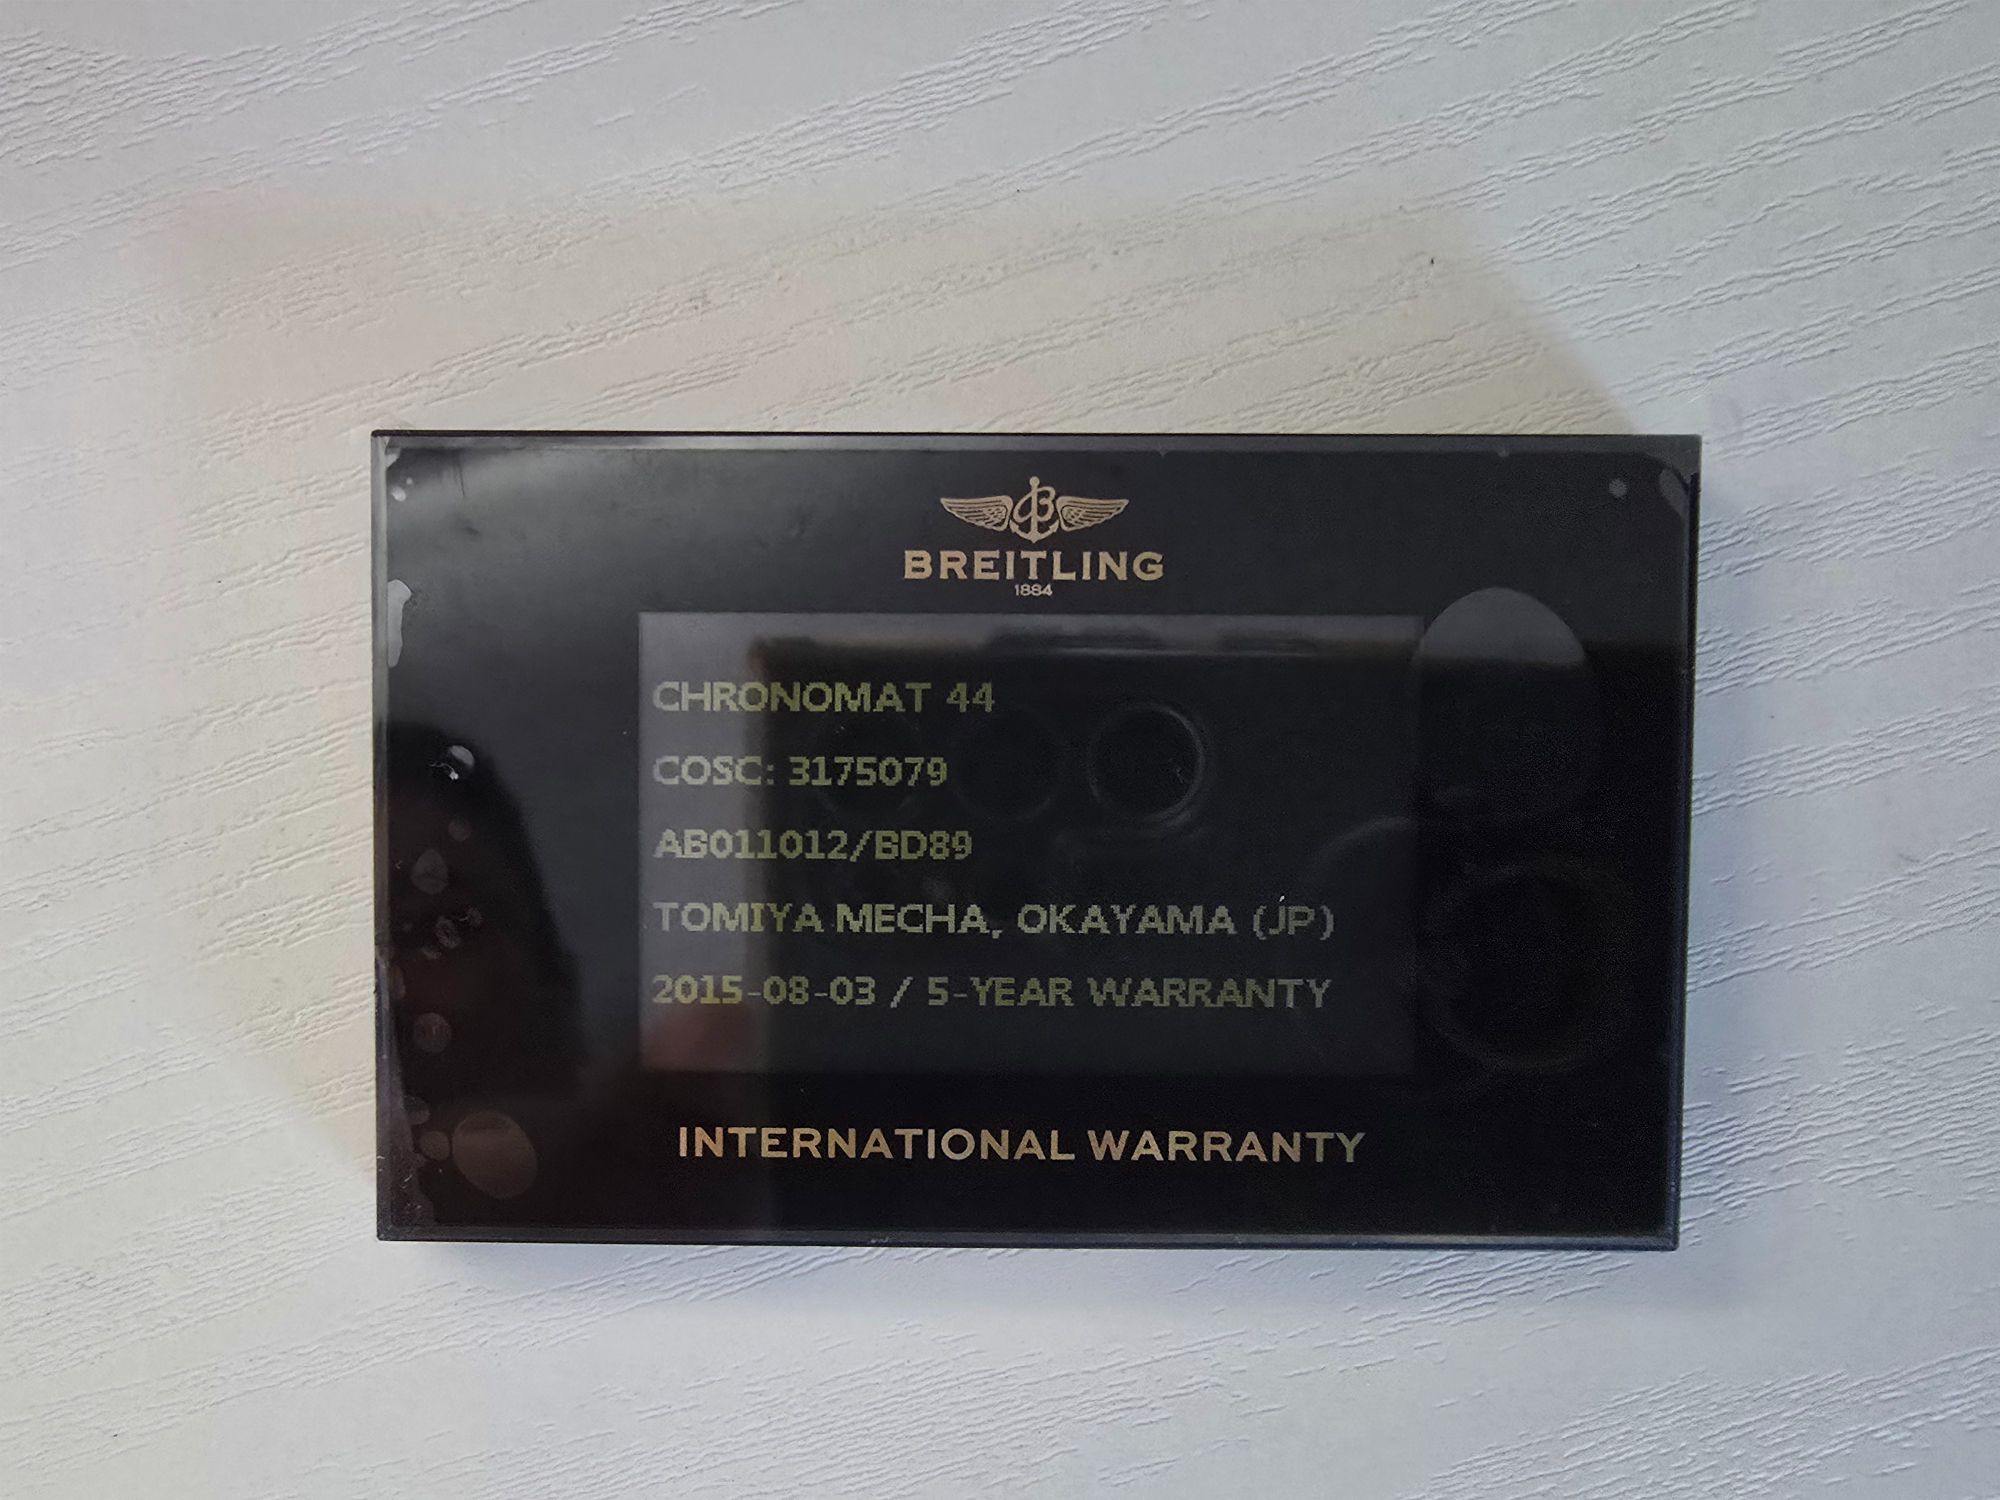 BREITLING
1884
CHRONOMAT 44
COSC: 3175079
AB011012/BD89
TOMIYA MECHA, OKAYAMA (JP)
2015-08-03 / 5-YEAR WARRANTY
INTERNATIONAL WARRANTY